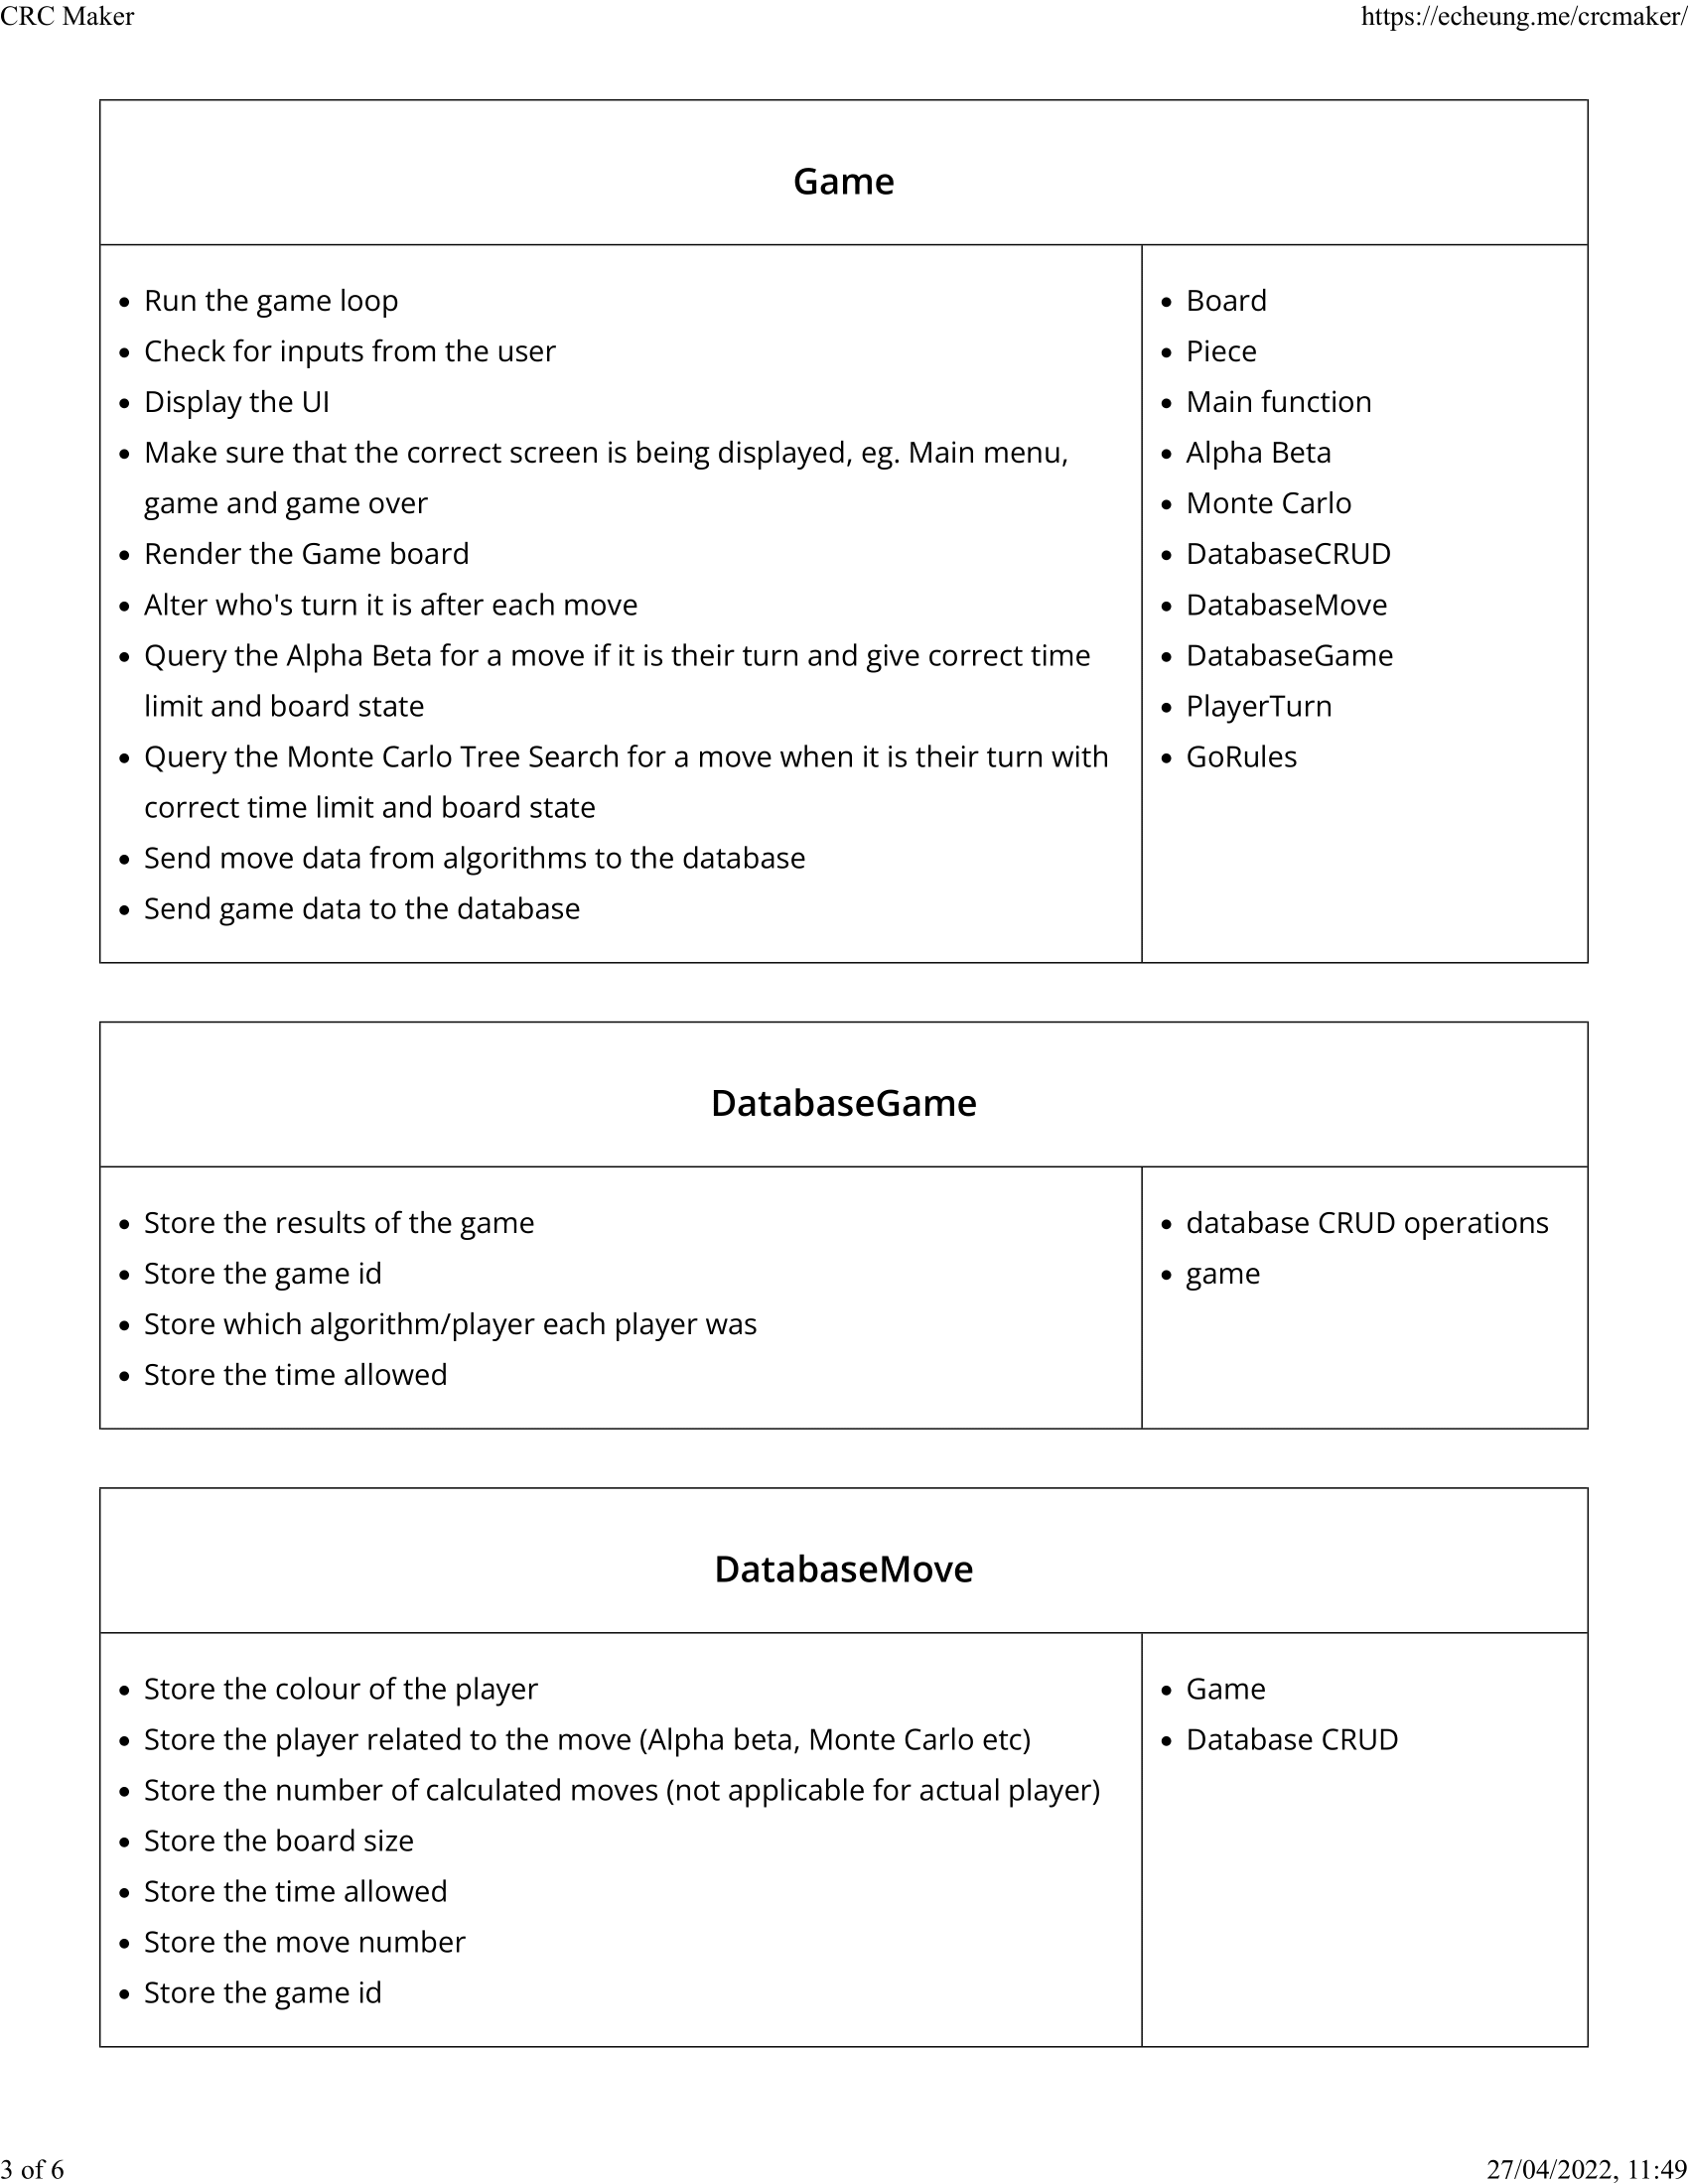 CRC Maker
https://echeung.me/crcmaker/
Game
• Run the game loop
• Check for inputs from the user
• Display the UI
• Make sure that the correct screen is being displayed, eg. Main menu,
game and game over
• Render the Game board
• Alter who's turn it is after each move
• Query the Alpha Beta for a move if it is their turn and give correct time
limit and board state
• Query the Monte Carlo Tree Search for a move when it is their turn with
correct time limit and board state
• Send move data from algorithms to the database
• Send game data to the database
• Board
• Piece
• Main function
• Alpha Beta
• Monte Carlo
• DatabaseCRUD
• DatabaseMove
• DatabaseGame
• PlayerTurn
• GoRules
DatabaseGame
• Store the results of the game
• Store the game id
• Store which algorithm/player each player was
• Store the time allowed
• database CRUD operations
• game
DatabaseMove
• Store the colour of the player
• Store the player related to the move (Alpha beta, Monte Carlo etc)
• Store the number of calculated moves (not applicable for actual player)
• Store the board size
• Store the time allowed
• Store the move number
• Store the game id
• Game
• Database CRUD
3 of 6
27/04/2022, 11:49